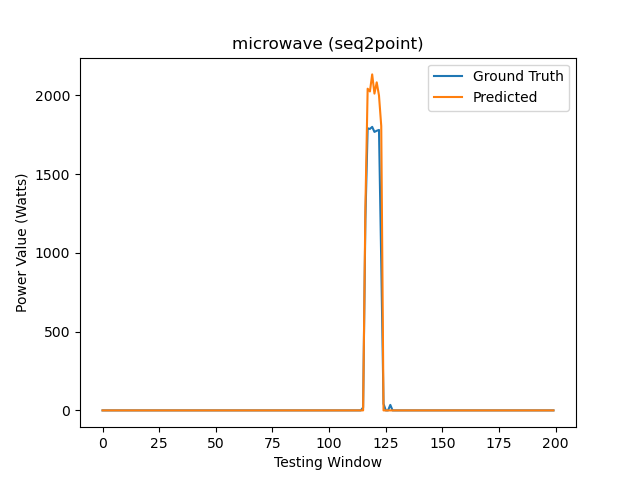 microwave (seq2point)
Ground Truth
Predicted
2000
1500
1000
500
0
Power Value (Watts)
0 25 50 75 100 125 150 175 200
Testing Window